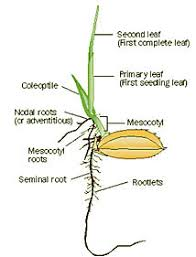 Second leaf
(First complete leaf)
Coleoptile
Primary leaf
(First seedling leaf)
Nodal roots
(or adventitious)
Mesocotyl
Mesocotyl
roots
Seminal root
Rootlets